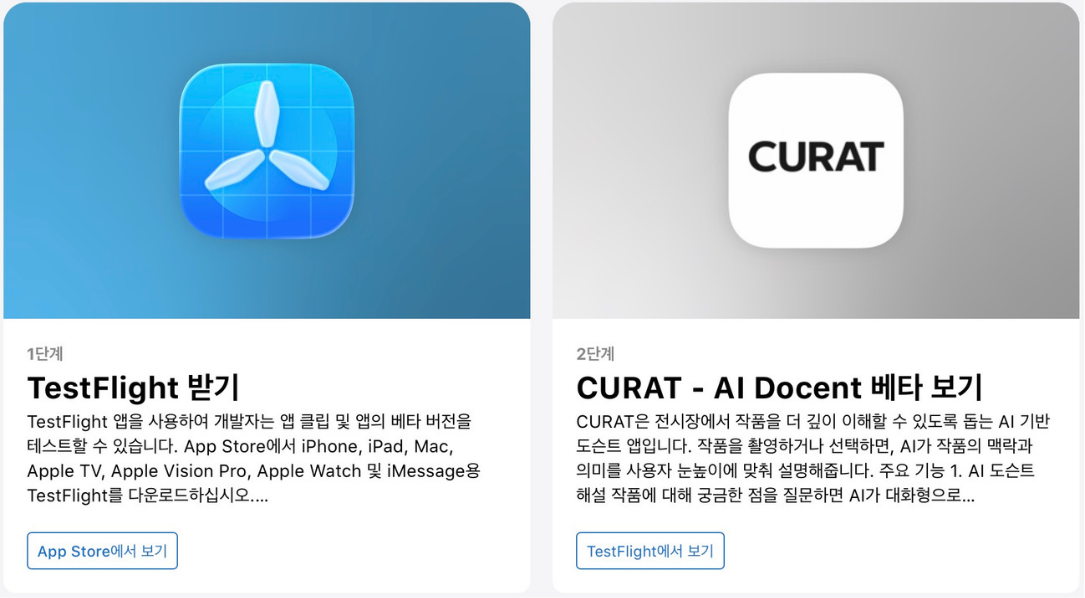 CURAT
1단계
TestFlight 받기
TestFlight 앱을 사용하여 개발자는 앱 클립 및 앱의 베타 버전을
테스트할 수 있습니다. App Store에서 iPhone, iPad, Mac,
Apple TV, Apple Vision Pro, Apple Watch 및 iMessage용
TestFlight를 다운로드하십시오....
App Store에서 보기
2단계
CURAT - AI Docent 베타 보기
CURAT은 전시장에서 작품을 더 깊이 이해할 수 있도록 돕는 AI 기반
도슨트 앱입니다. 작품을 촬영하거나 선택하면, AI가 작품의 맥락과
의미를 사용자 눈높이에 맞춰 설명해줍니다. 주요 기능 1. AI 도슨트
해설 작품에 대해 궁금한 점을 질문하면 AI가 대화형으로...
TestFlight에서 보기